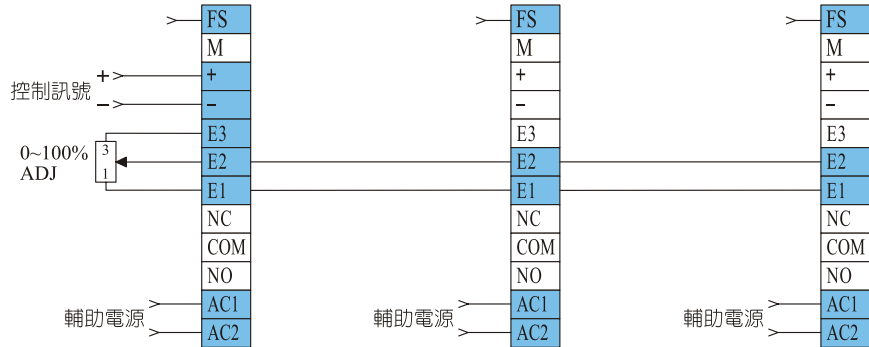 FS
M
+
−
E3
E2
E1
NC
COM
NO
AC1
AC2
控制訊號
+
−
0~100%
ADJ
3
1
輔助電源
FS
M
+
−
E3
E2
E1
NC
COM
NO
AC1
AC2
輔助電源
FS
M
+
−
E3
E2
E1
NC
COM
NO
AC1
AC2
輔助電源